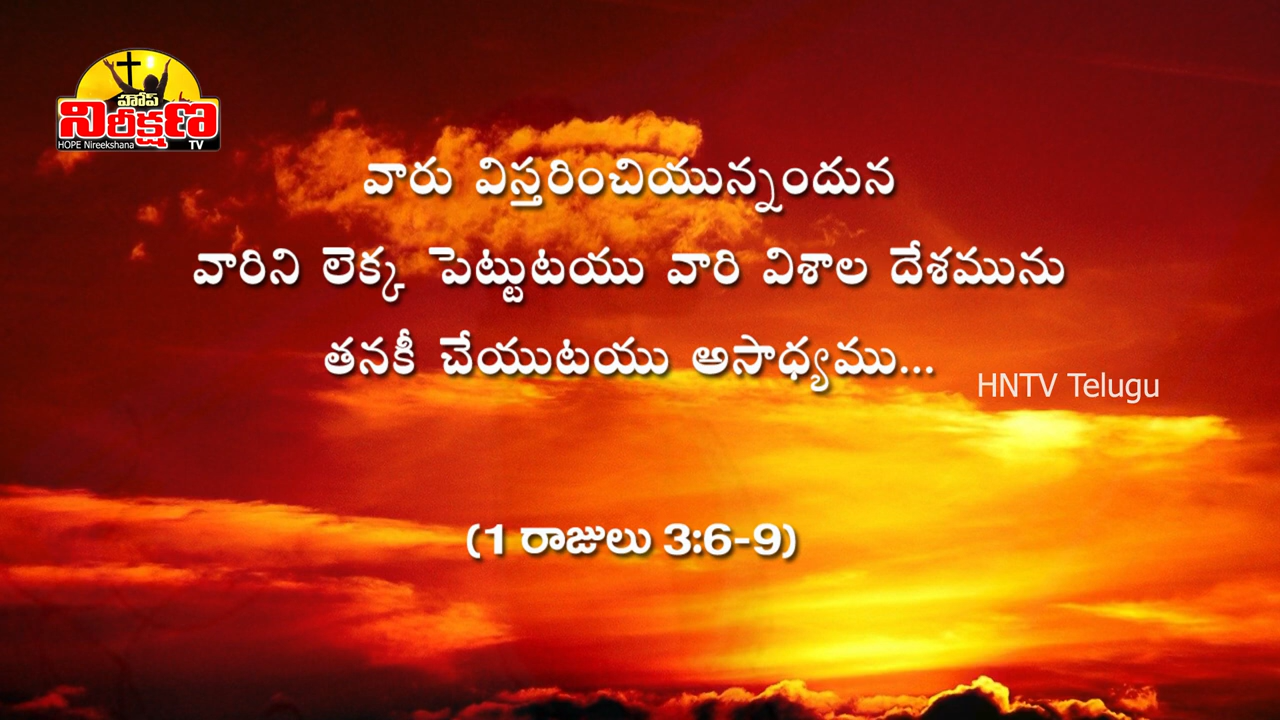 హోప్
నిరీక్షణ
HOPE Nireekshana TV
వారు విస్తరించియున్నందున
వారిని లెక్క పెట్టుటయు వారి విశాల దేశమును
తనకీ చేయుటయు అసాధ్యము...
HNTV Telugu
(1 రాజులు 3:6-9)